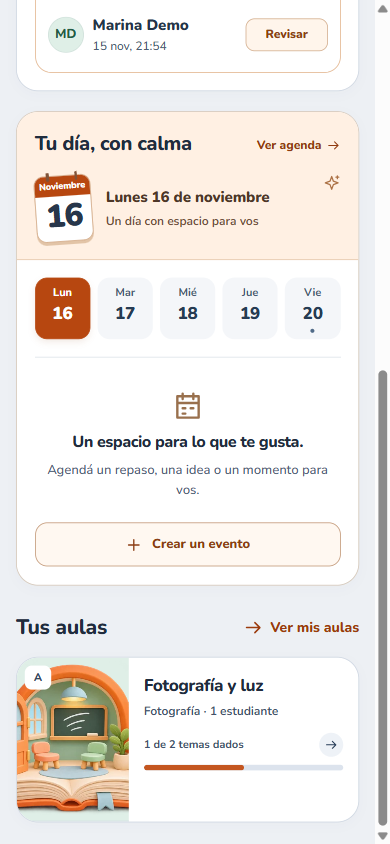 MD
Marina Demo
15 nov, 21:54
Revisar
Tu día, con calma
Ver agenda
Noviembre
16
Lunes 16 de noviembre
Un día con espacio para vos
Lun
16
Mar
17
Mié
18
Jue
19
Vie
20
Un espacio para lo que te gusta.
Agendá un repaso, una idea o un momento para
vos.
Crear un evento
Tus aulas
Ver mis aulas
A
Fotografía y luz
Fotografía · 1 estudiante
1 de 2 temas dados